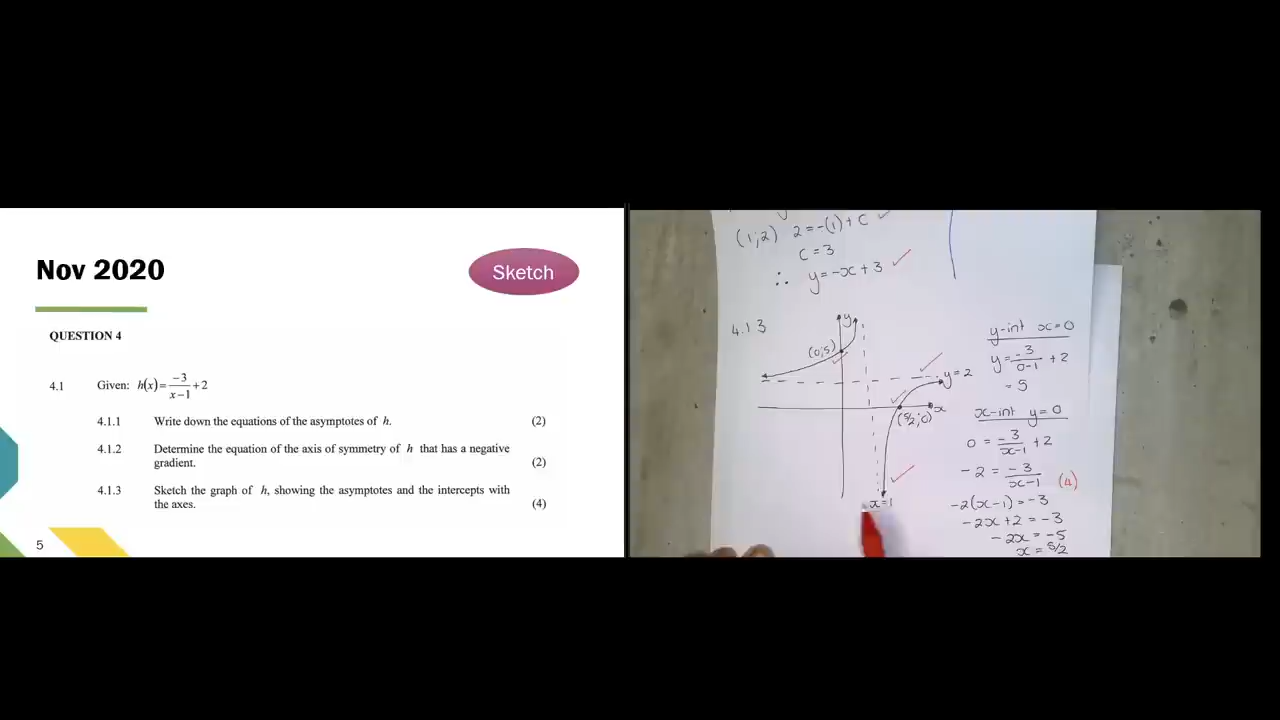 Nov 2020
Sketch
QUESTION 4
4.1 Given: h(x) = -3/(x-1) + 2
4.1.1 Write down the equations of the asymptotes of h. (2)
4.1.2 Determine the equation of the axis of symmetry of h that has a negative
gradient. (2)
4.1.3 Sketch the graph of h, showing the asymptotes and the intercepts with
the axes. (4)
5
(1;2) 2 = -(1) + C
C = 3
∴ y = -x + 3
4.1.3
y
(0;5)
y = 2
x
(5/2;0)
x = 1
y-int x = 0
y = -3/(0-1) + 2
= 5
x-int y = 0
0 = -3/(x-1) + 2
-2 = -3/(x-1) (4)
-2(x-1) = -3
-2x + 2 = -3
-2x = -5
x = 5/2